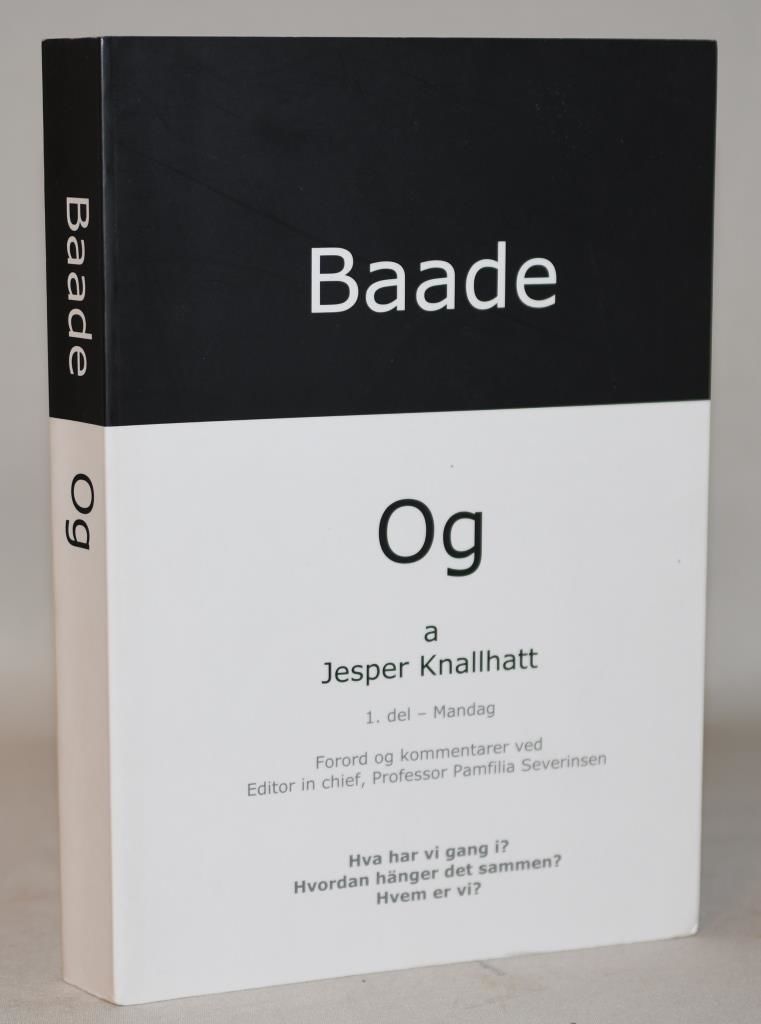 Baade
Og
Baade
Og
a
Jesper Knallhatt
1. del – Mandag
Forord og kommentarer ved
Editor in chief, Professor Pamfilia Severinsen
Hva har vi gang i?
Hvordan hänger det sammen?
Hvem er vi?